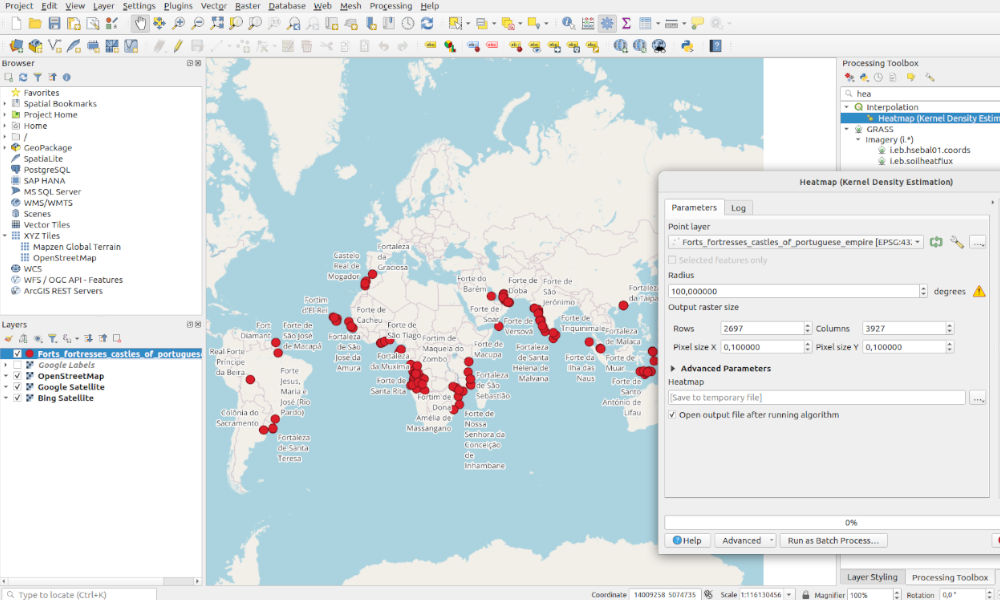 Project Edit View Layer Settings Plugins Vector Raster Database Web Mesh Processing Help
Browser
Favorites
Spatial Bookmarks
Project Home
Home
/
GeoPackage
SpatiaLite
PostgreSQL
SAP HANA
MS SQL Server
WMS/WMTS
Scenes
Vector Tiles
XYZ Tiles
Mapzen Global Terrain
OpenStreetMap
WCS
WFS / OGC API - Features
ArcGIS REST Servers
Layers
Forts_fortresses_castles_of_portugues
Google Labels
OpenStreetMap
Google Satellite
Bing Satellite
Type to locate (Ctrl+K)
Castelo
Real de
Mogador
Fortaleza
da
Graciosa
Fortim
d'El Rei
Forte de
Cacheu
Fort
Diamant
Forte de
São José
de Macapá
Fortaleza
de São
José da
Amura
Forte de
São Tiago
Real Forte
Príncipe
da Beira
Forte
Jesus,
Maria e
José (Rio
Pardo)
Colônia do
Sacramento
Fortaleza
de Santa
Teresa
Fortaleza
da Muxima
Forte de
Santa Rita
Fortim de
Maquela do
Zombo
Forte de
Macupa
Fortaleza
de São
Sebastião
Fortim de
Dona
Amélia de
Massangano
Forte de
Nossa
Senhora da
Conceição
de
Inhambane
Forte do
Barém
Forte de
Doba
Forte de
São
Jerónimo
Forte de
Soar
Forte de
Versová
Forte de
Triquinimale
Fortaleza
de Santa
Helena de
Malvana
Forte da
Ilha das
Naus
Fortaleza
da Taipa
Fortaleza
de Malaca
Forte de
Muar
Forte de
Santo
António de
Lifau
Processing Toolbox
hea
Interpolation
Heatmap (Kernel Density Estim
GRASS
Imagery (i.*)
i.eb.hsebal01.coords
i.eb.soilheatflux
Heatmap (Kernel Density Estimation)
Parameters Log
Point layer
Forts_fortresses_castles_of_portuguese_empire [EPSG:43
Selected features only
Radius
100,000000 degrees
Output raster size
Rows 2697 Columns 3927
Pixel size X 0,100000 Pixel size Y 0,100000
Advanced Parameters
Heatmap
[Save to temporary file]
Open output file after running algorithm
0%
Help Advanced Run as Batch Process…
Layer Styling Processing Toolbox
Coordinate 14009258 5074735 Scale 1:116130456 Magnifier 100% Rotation 0,0°